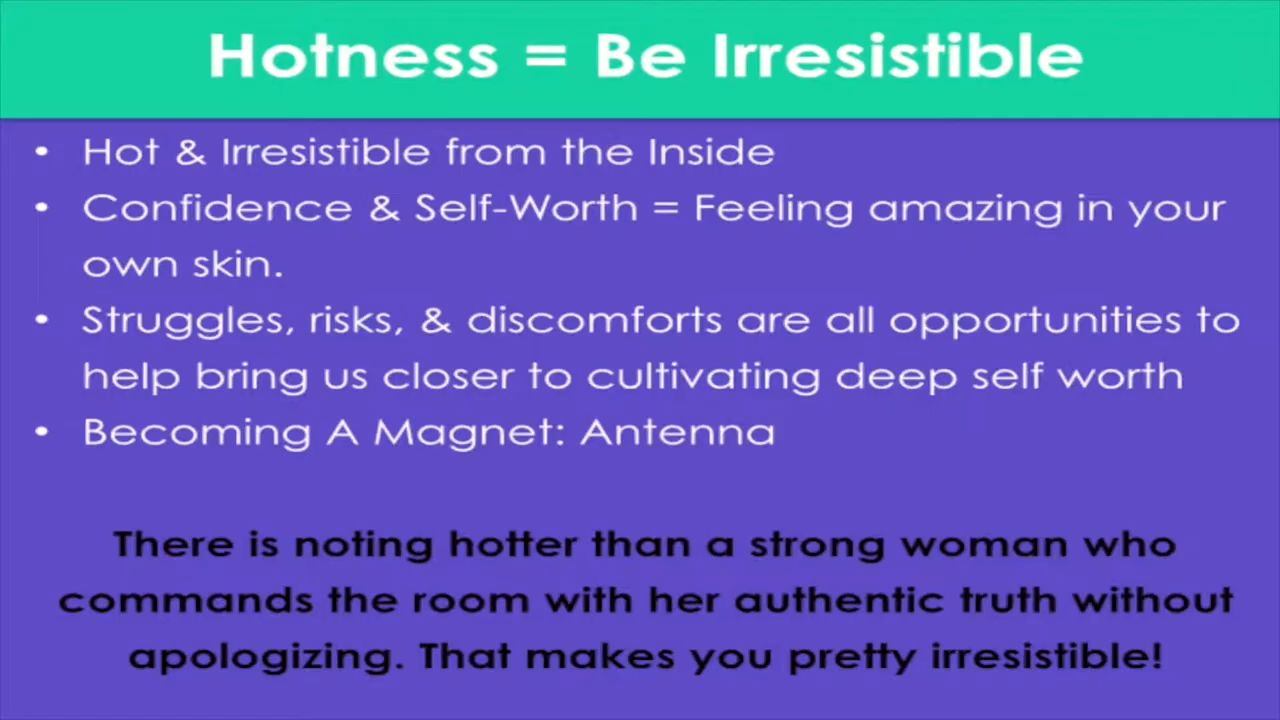 Hotness = Be Irresistible
• Hot & Irresistible from the Inside
• Confidence & Self-Worth = Feeling amazing in your
own skin.
• Struggles, risks, & discomforts are all opportunities to
help bring us closer to cultivating deep self worth
• Becoming A Magnet: Antenna
There is noting hotter than a strong woman who
commands the room with her authentic truth without
apologizing. That makes you pretty irresistible!